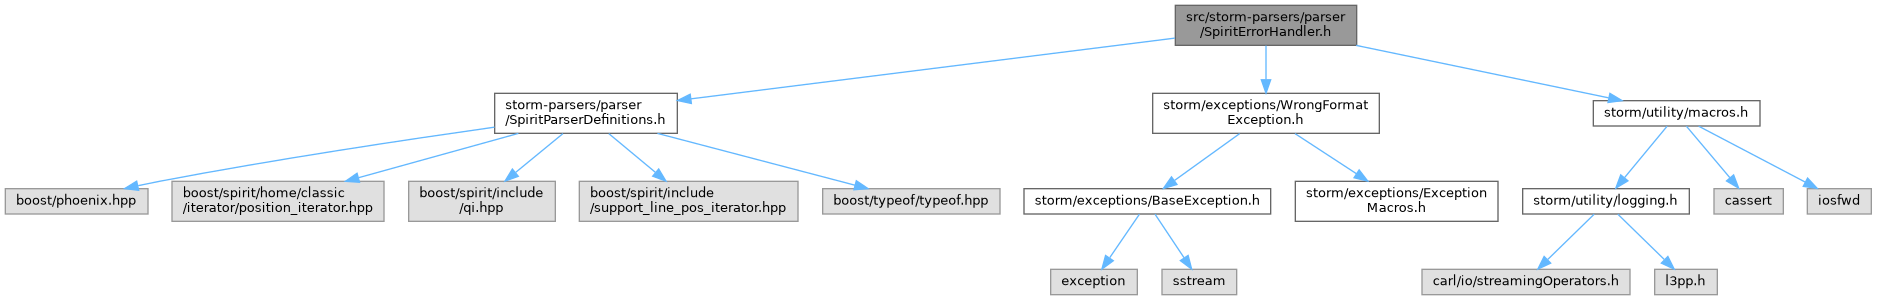 src/storm-parsers/parser
/SpiritErrorHandler.h
storm-parsers/parser
/SpiritParserDefinitions.h
storm/exceptions/WrongFormat
Exception.h
storm/utility/macros.h
boost/phoenix.hpp
boost/spirit/home/classic
/iterator/position_iterator.hpp
boost/spirit/include
/qi.hpp
boost/spirit/include
/support_line_pos_iterator.hpp
boost/typeof/typeof.hpp
storm/exceptions/BaseException.h
storm/exceptions/Exception
Macros.h
storm/utility/logging.h
cassert
iosfwd
exception
sstream
carl/io/streamingOperators.h
l3pp.h